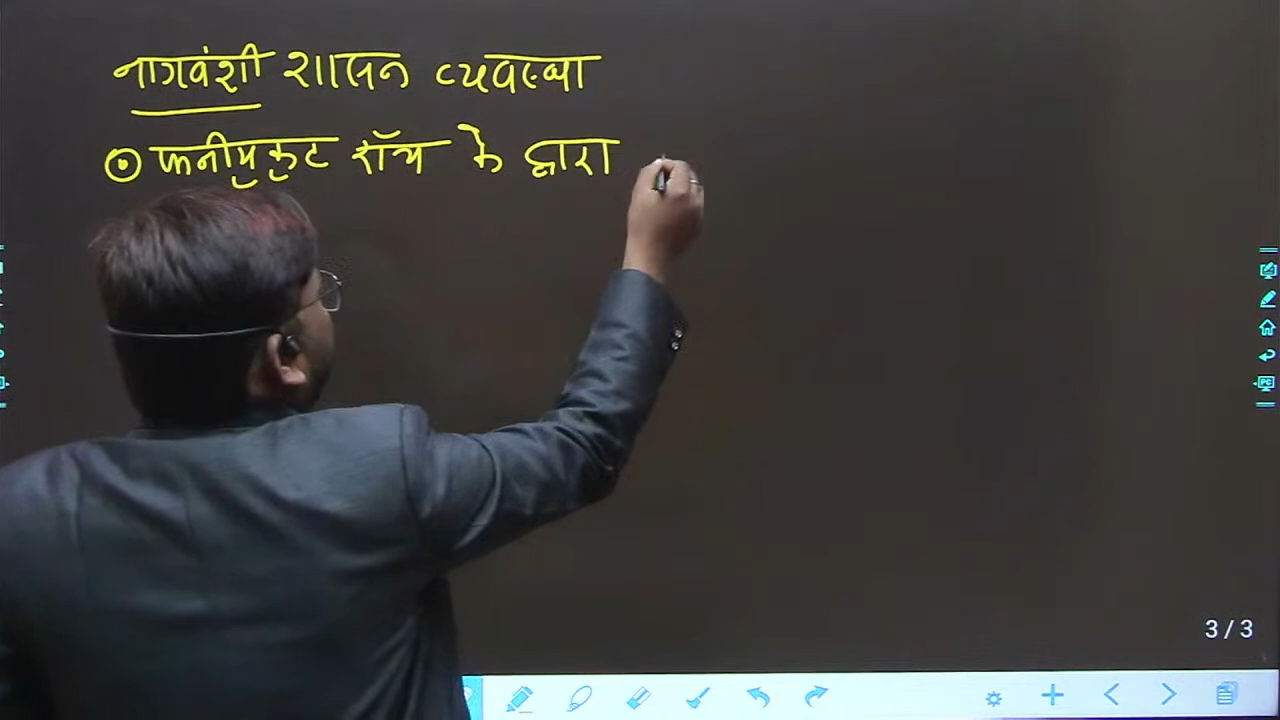 नागवंशी शासन व्यवस्था
फनीमुकुट रॉय के द्वारा
3 / 3